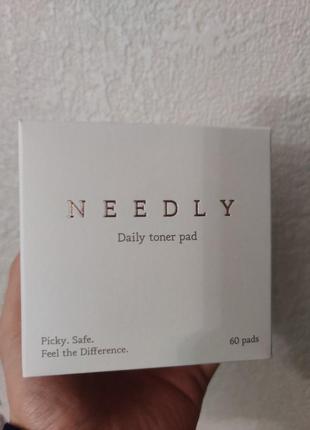 NEEDLY
Daily toner pad
Picky. Safe.
Feel the Difference.
60 pads